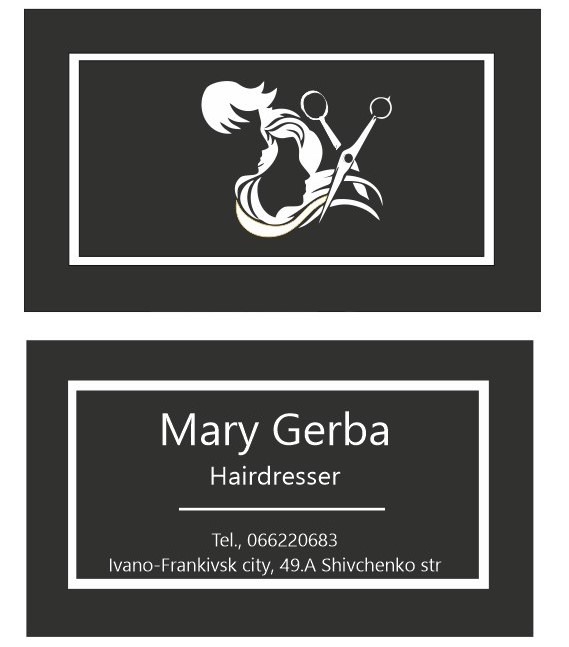 Mary Gerba
Hairdresser
Tel., 066220683
Ivano-Frankivsk city, 49.A Shivchenko str